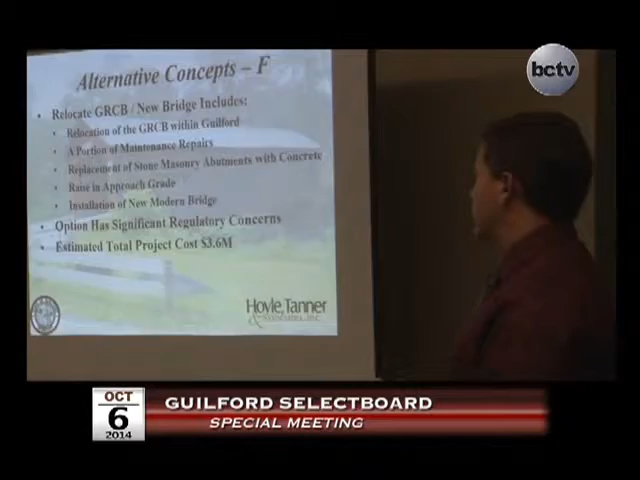 bctv
Alternative Concepts – F
• Relocate GRCB / New Bridge Includes:
• Relocation of the GRCB within Guilford
• A Portion of Maintenance Repairs
• Replacement of Stone Masonry Abutments with Concrete
• Raise in Approach Grade
• Installation of New Modern Bridge
• Option Has Significant Regulatory Concerns
• Estimated Total Project Cost $3.6M
Hoyle, Tanner
& Associates, Inc.
OCT
6
2014
GUILFORD SELECTBOARD
SPECIAL MEETING